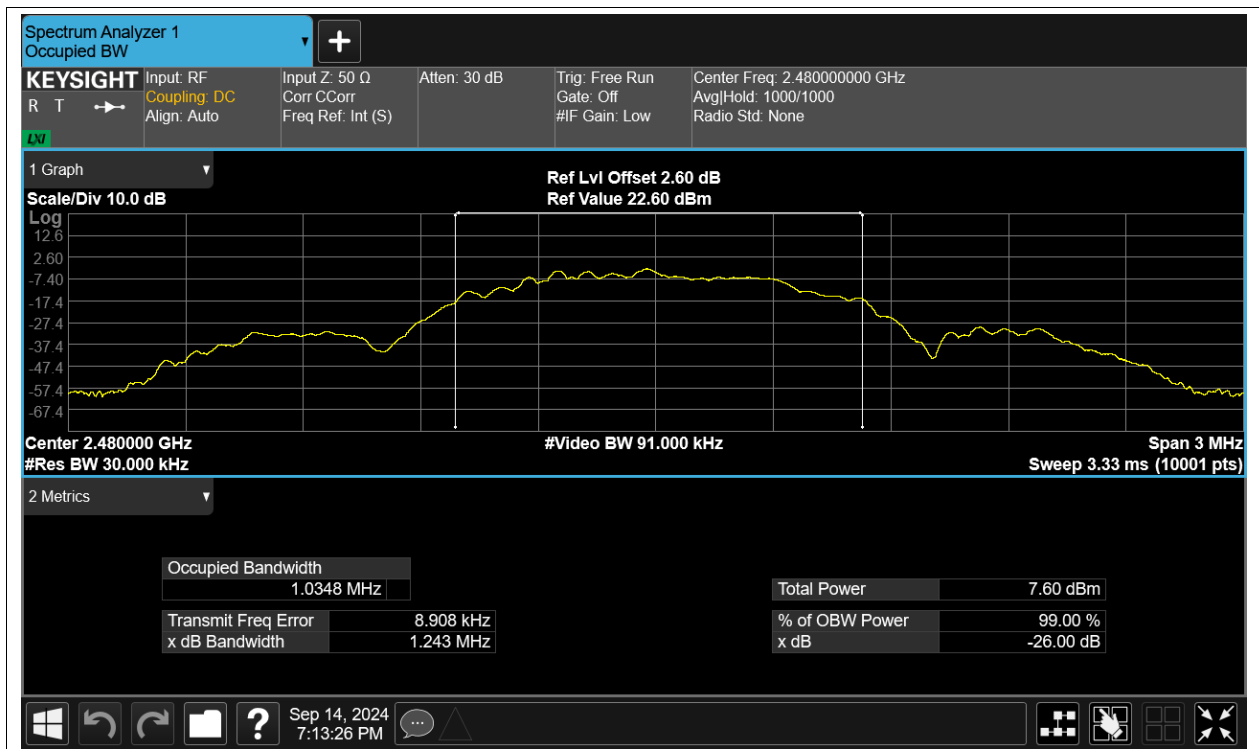 Spectrum Analyzer 1
Occupied BW
KEYSIGHT
R T
LXI
Input: RF
Coupling: DC
Align: Auto
Input Z: 50 Ω
Corr CCorr
Freq Ref: Int (S)
Atten: 30 dB
Trig: Free Run
Gate: Off
#IF Gain: Low
Center Freq: 2.480000000 GHz
Avg|Hold: 1000/1000
Radio Std: None
1 Graph
Scale/Div 10.0 dB
Ref Lvl Offset 2.60 dB
Ref Value 22.60 dBm
Log
12.6
2.60
-7.40
-17.4
-27.4
-37.4
-47.4
-57.4
-67.4
Center 2.480000 GHz
#Res BW 30.000 kHz
#Video BW 91.000 kHz
Span 3 MHz
Sweep 3.33 ms (10001 pts)
2 Metrics
Occupied Bandwidth
1.0348 MHz
Transmit Freq Error 8.908 kHz
x dB Bandwidth 1.243 MHz
Total Power 7.60 dBm
% of OBW Power 99.00 %
x dB -26.00 dB
?
Sep 14, 2024
7:13:26 PM